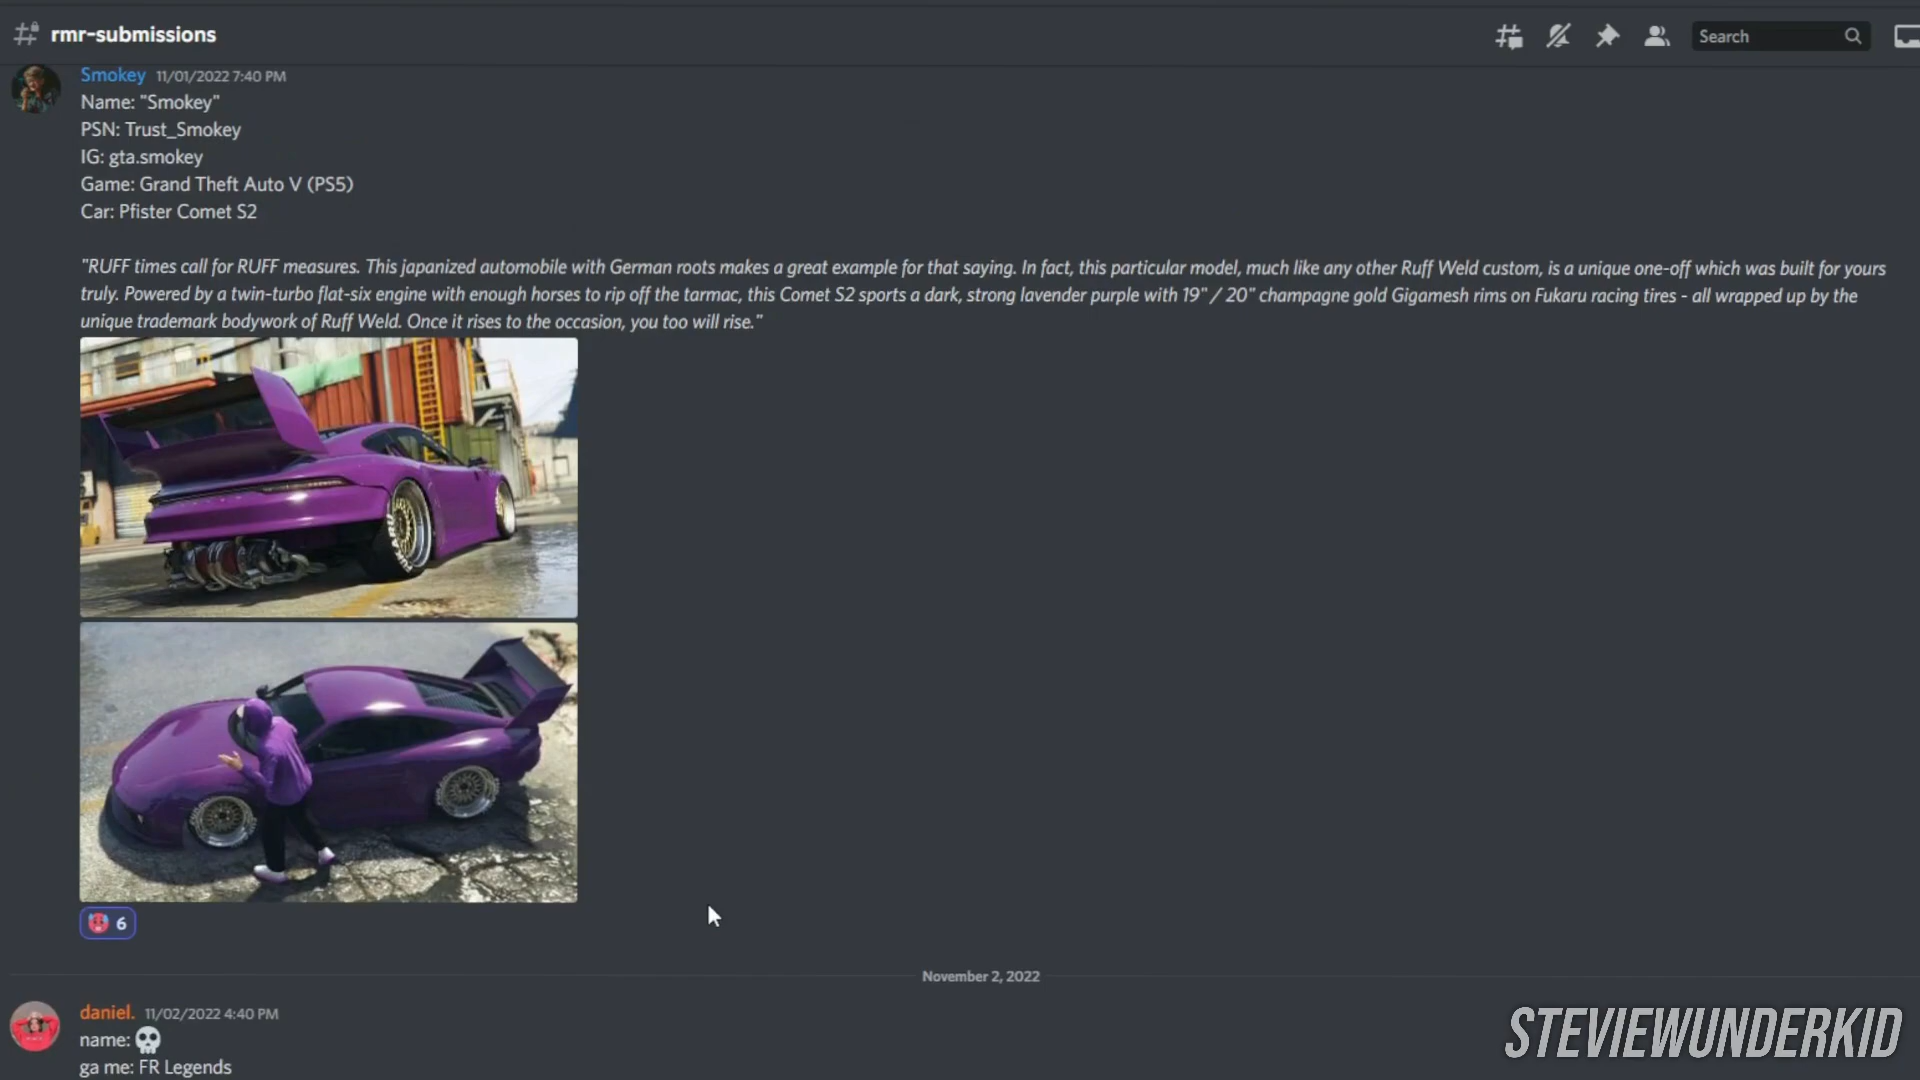 rmr-submissions
Search
Smokey 11/01/2022 7:40 PM
Name: "Smokey"
PSN: Trust_Smokey
IG: gta.smokey
Game: Grand Theft Auto V (PS5)
Car: Pfister Comet S2
"RUFF times call for RUFF measures. This japanized automobile with German roots makes a great example for that saying. In fact, this particular model, much like any other Ruff Weld custom, is a unique one-off which was built for yours
truly. Powered by a twin-turbo flat-six engine with enough horses to rip off the tarmac, this Comet S2 sports a dark, strong lavender purple with 19" / 20" champagne gold Gigamesh rims on Fukaru racing tires - all wrapped up by the
unique trademark bodywork of Ruff Weld. Once it rises to the occasion, you too will rise."
6
November 2, 2022
daniel. 11/02/2022 4:40 PM
name: 💀
ga me: FR Legends
STEVIEWUNDERKID